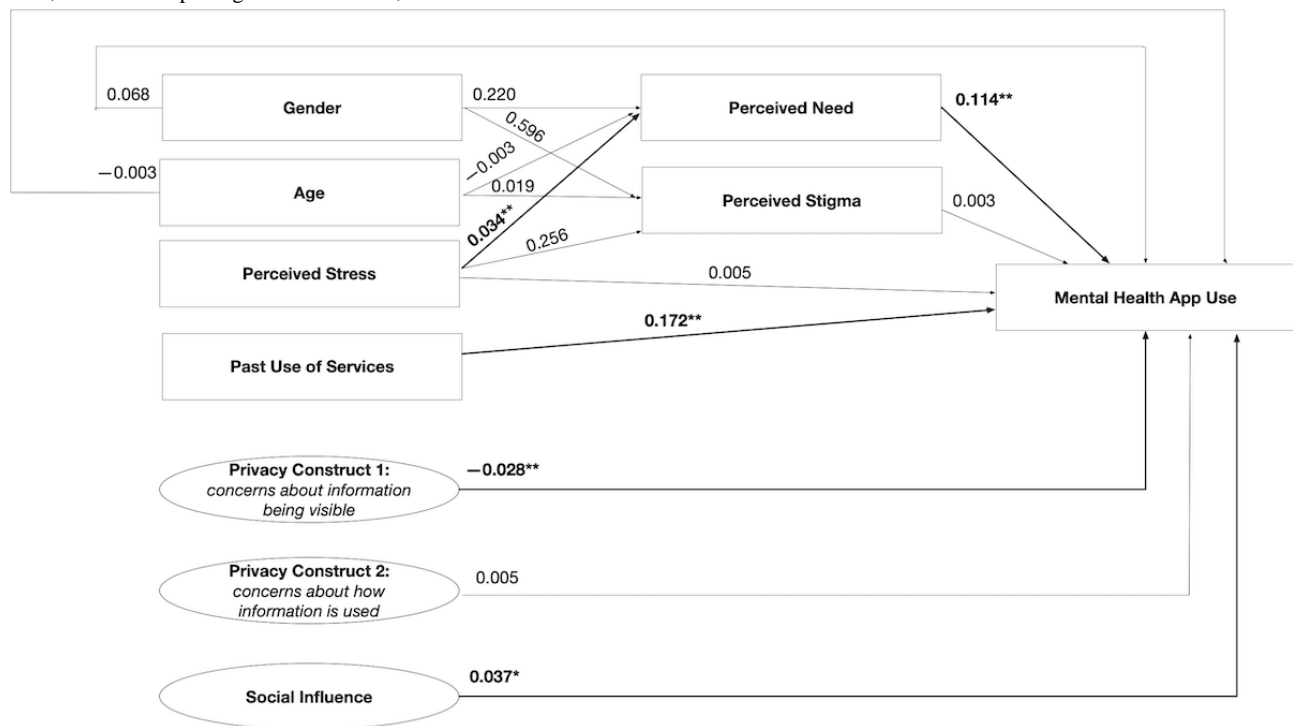 0.068
Gender
0.220
Perceived Need
0.114**
0.596
−0.003
−0.003
Age
0.019
Perceived Stigma
0.003
0.034**
0.256
Perceived Stress
0.005
Mental Health App Use
0.172**
Past Use of Services
Privacy Construct 1:
concerns about information
being visible
−0.028**
Privacy Construct 2:
concerns about how
information is used
0.005
Social Influence
0.037*